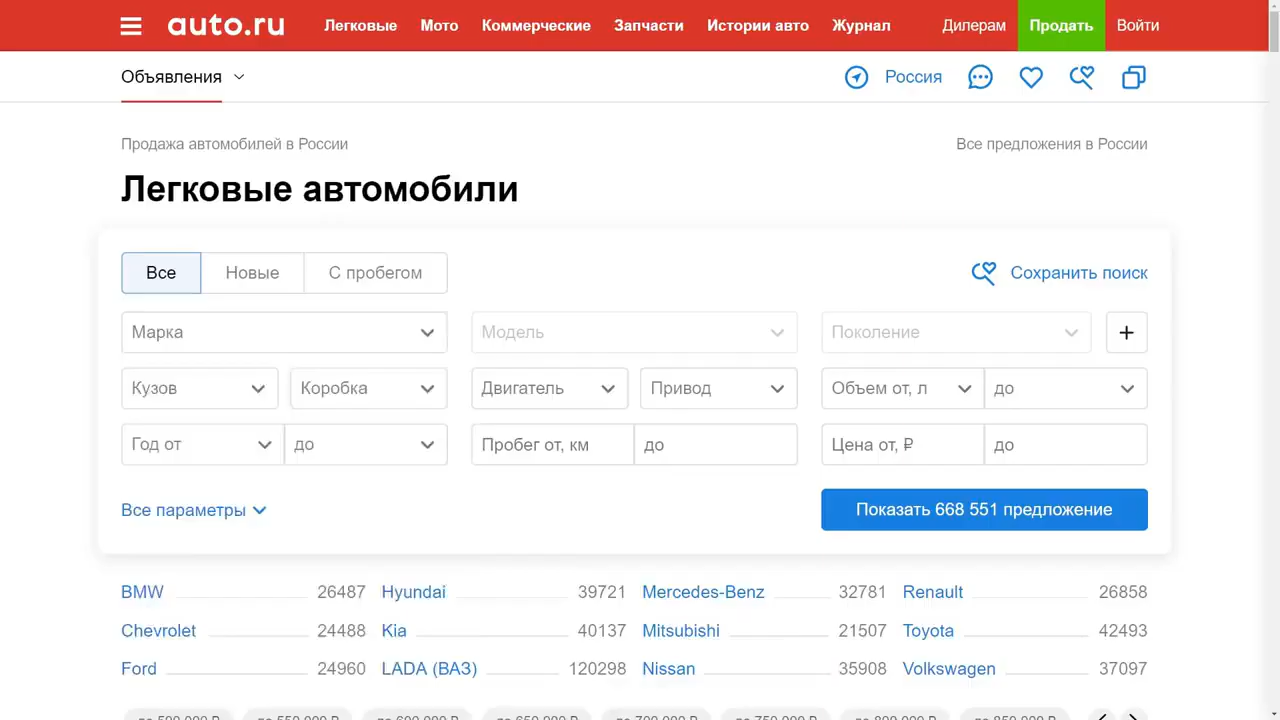 auto.ru Легковые Мото Коммерческие Запчасти Истории авто Журнал Дилерам Продать Войти
Объявления Россия
Продажа автомобилей в России Все предложения в России
Легковые автомобили
Все Новые С пробегом Сохранить поиск
Марка Модель Поколение +
Кузов Коробка Двигатель Привод Объем от, л до
Год от до Пробег от, км до Цена от, ₽ до
Все параметры Показать 668 551 предложение
BMW 26487 Hyundai 39721 Mercedes-Benz 32781 Renault 26858
Chevrolet 24488 Kia 40137 Mitsubishi 21507 Toyota 42493
Ford 24960 LADA (ВАЗ) 120298 Nissan 35908 Volkswagen 37097